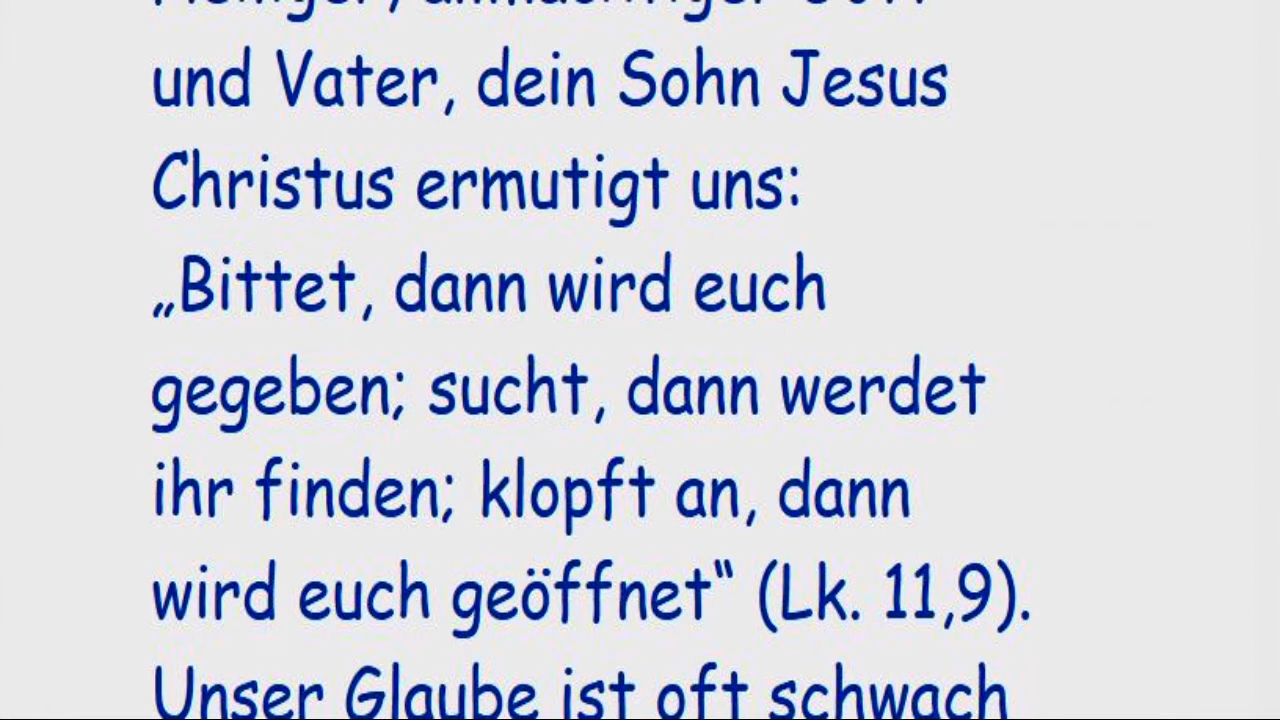 und Vater, dein Sohn Jesus
Christus ermutigt uns:
„Bittet, dann wird euch
gegeben; sucht, dann werdet
ihr finden; klopft an, dann
wird euch geöffnet“ (Lk. 11,9).
Unser Glaube ist oft schwach